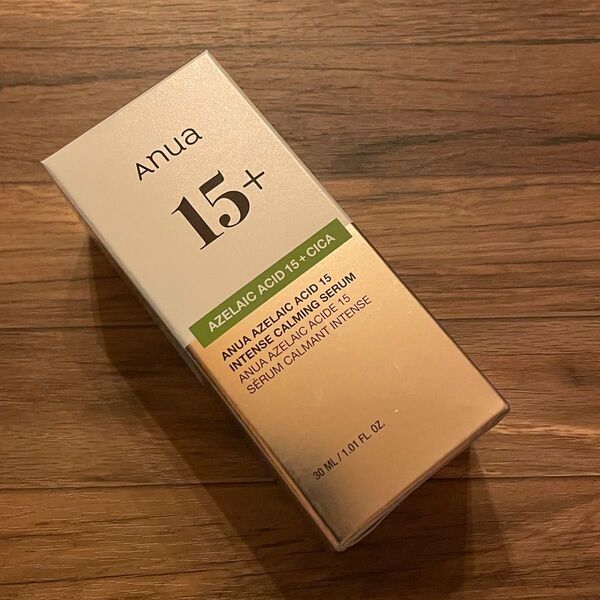 Anua
15+
AZELAIC ACID 15 + CICA
ANUA AZELAIC ACID 15
INTENSE CALMING SERUM
ANUA AZELAIC ACIDE 15
SÉRUM CALMANT INTENSE
30 ML / 1.01 FL. OZ.